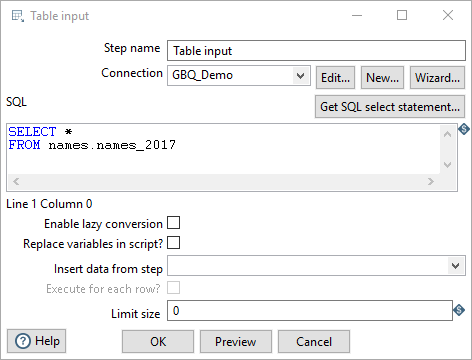 Table input
Step name Table input
Connection GBQ_Demo Edit... New... Wizard...
SQL Get SQL select statement...
SELECT *
FROM names.names_2017
Line 1 Column 0
Enable lazy conversion
Replace variables in script?
Insert data from step
Execute for each row?
Limit size 0
Help OK Preview Cancel